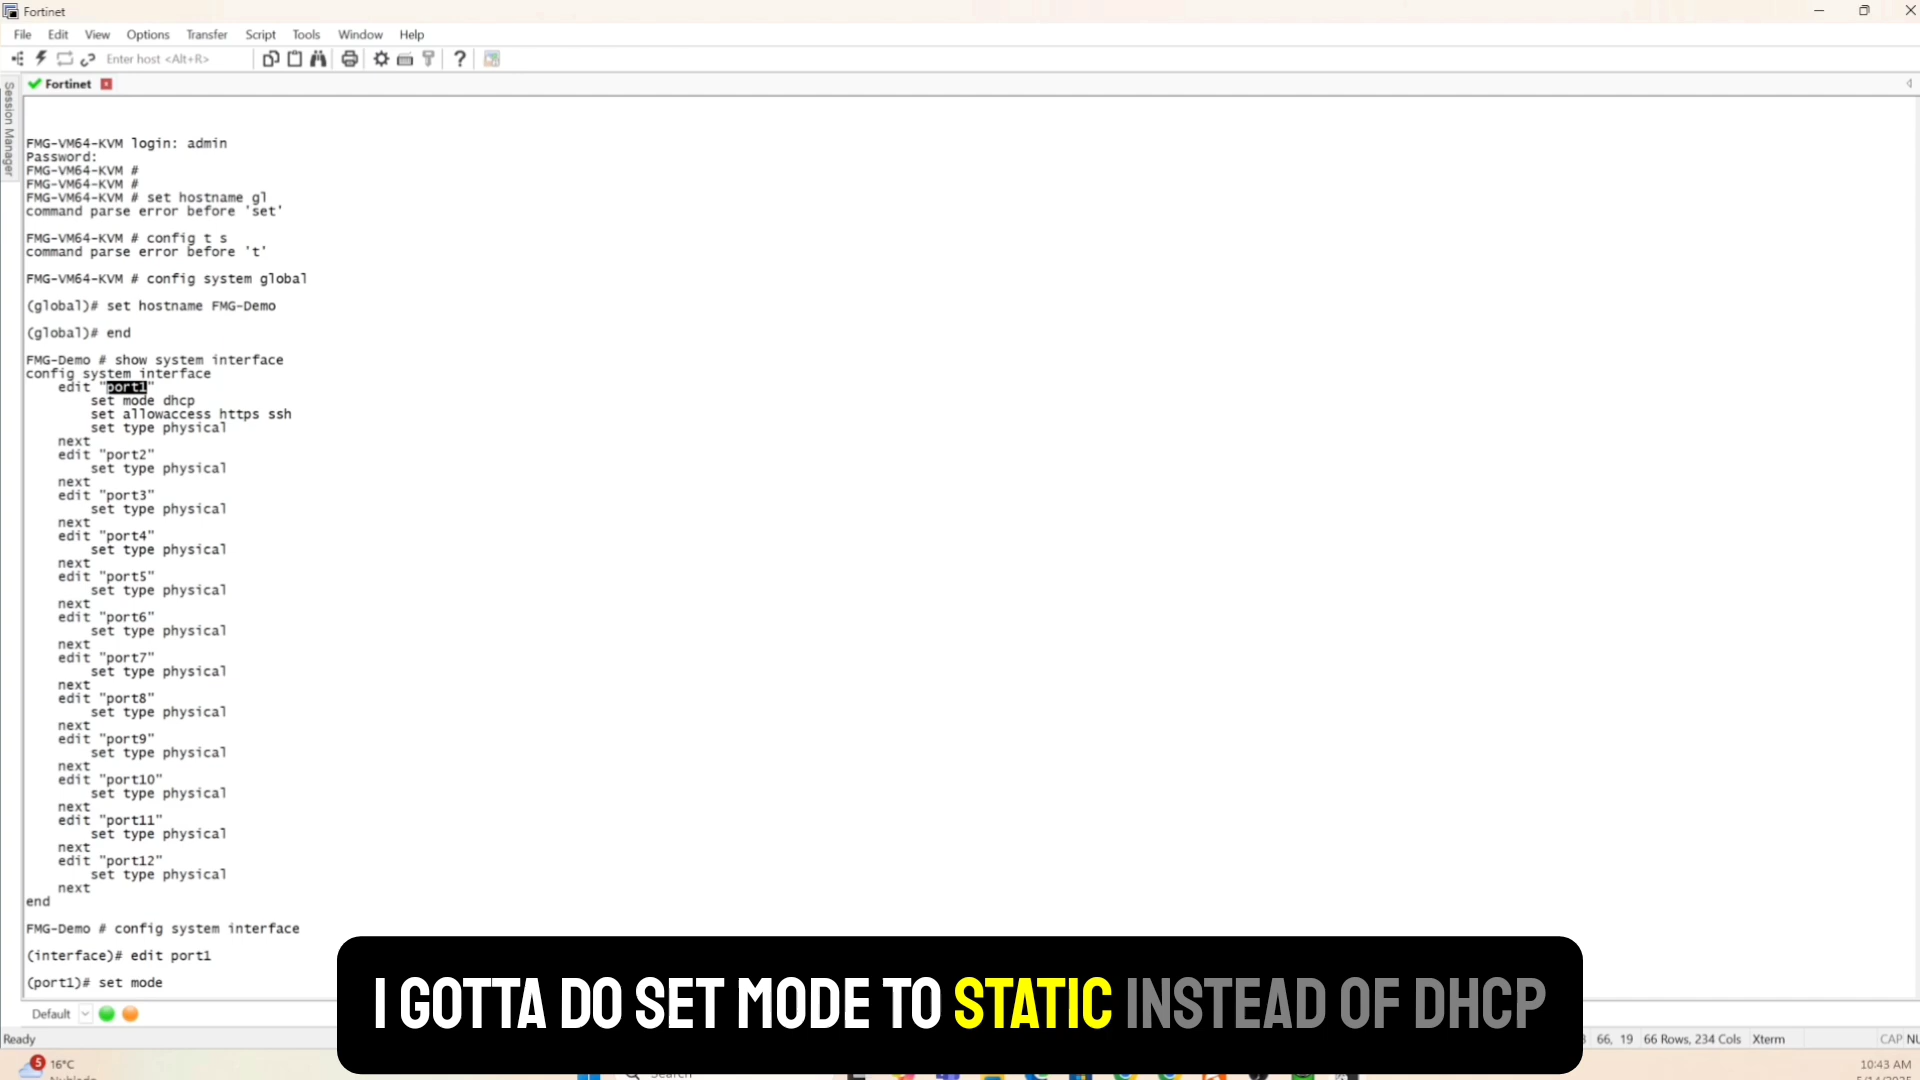 Fortinet
File Edit View Options Transfer Script Tools Window Help
Enter host <Alt+R>
Session Manager
Fortinet
FMG-VM64-KVM login: admin
Password:
FMG-VM64-KVM #
FMG-VM64-KVM #
FMG-VM64-KVM # set hostname gl
command parse error before 'set'
FMG-VM64-KVM # config t s
command parse error before 't'
FMG-VM64-KVM # config system global
(global)# set hostname FMG-Demo
(global)# end
FMG-Demo # show system interface
config system interface
edit "port1"
set mode dhcp
set allowaccess https ssh
set type physical
next
edit "port2"
set type physical
next
edit "port3"
set type physical
next
edit "port4"
set type physical
next
edit "port5"
set type physical
next
edit "port6"
set type physical
next
edit "port7"
set type physical
next
edit "port8"
set type physical
next
edit "port9"
set type physical
next
edit "port10"
set type physical
next
edit "port11"
set type physical
next
edit "port12"
set type physical
next
end
FMG-Demo # config system interface
(interface)# edit port1
(port1)# set mode
I GOTTA DO SET MODE TO STATIC INSTEAD OF DHCP
Default
Ready
66, 19 66 Rows, 234 Cols Xterm CAP
5 16°C
10:43 AM